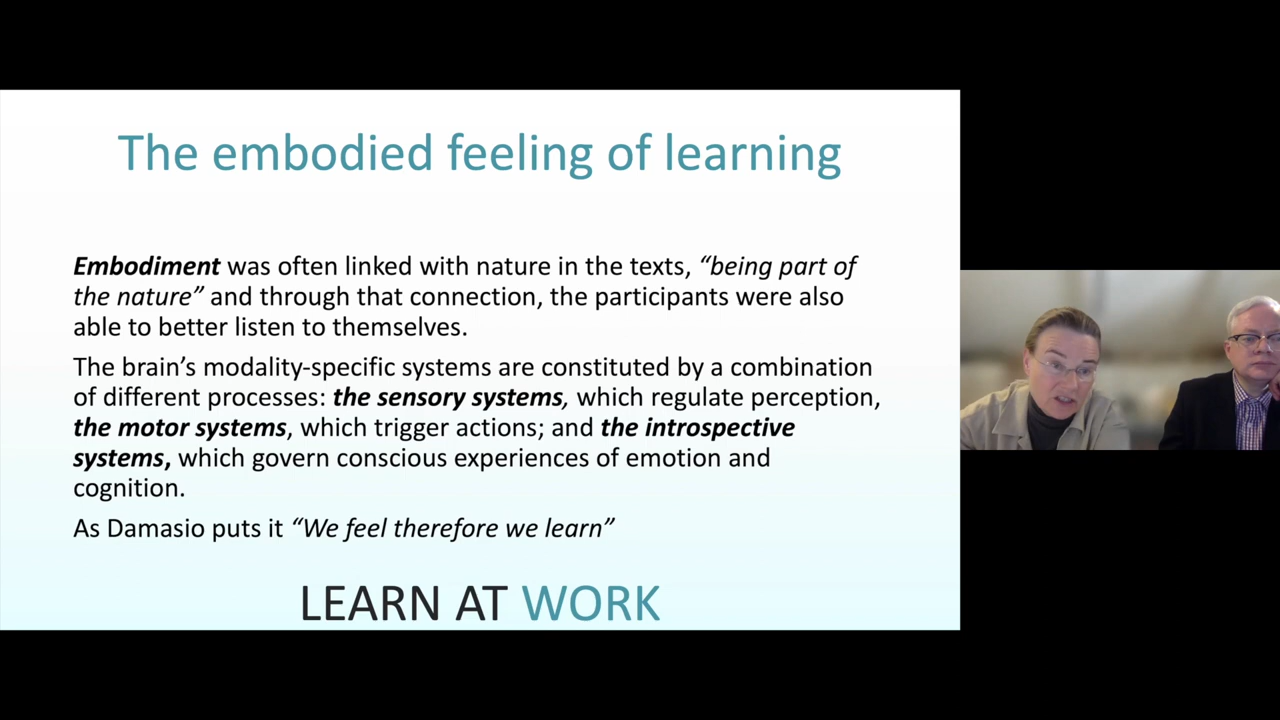 The embodied feeling of learning
Embodiment was often linked with nature in the texts, “being part of
the nature” and through that connection, the participants were also
able to better listen to themselves.
The brain’s modality-specific systems are constituted by a combination
of different processes: the sensory systems, which regulate perception,
the motor systems, which trigger actions; and the introspective
systems, which govern conscious experiences of emotion and
cognition.
As Damasio puts it “We feel therefore we learn”
LEARN AT WORK